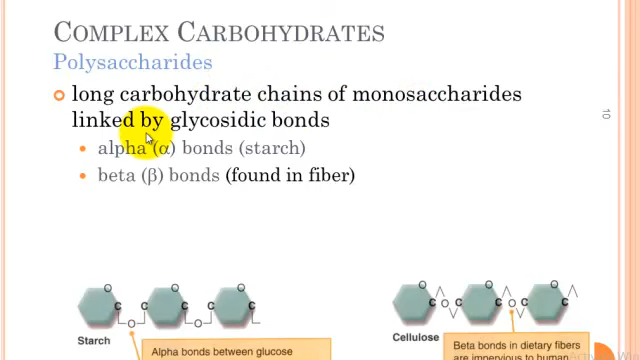 COMPLEX CARBOHYDRATES
Polysaccharides
long carbohydrate chains of monosaccharides
linked by glycosidic bonds
alpha (α) bonds (starch)
beta (β) bonds (found in fiber)
10
O O O
C C C C C
O O
Starch
Alpha bonds between glucose
O O O
C O C C O C C
Cellulose
Beta bonds in dietary fibers
are impervious to human